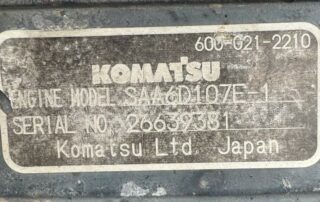 600-021-2210
KOMATSU
ENGINE MODEL SAA6D107E-1
SERIAL NO. 26639381
Komatsu Ltd. Japan